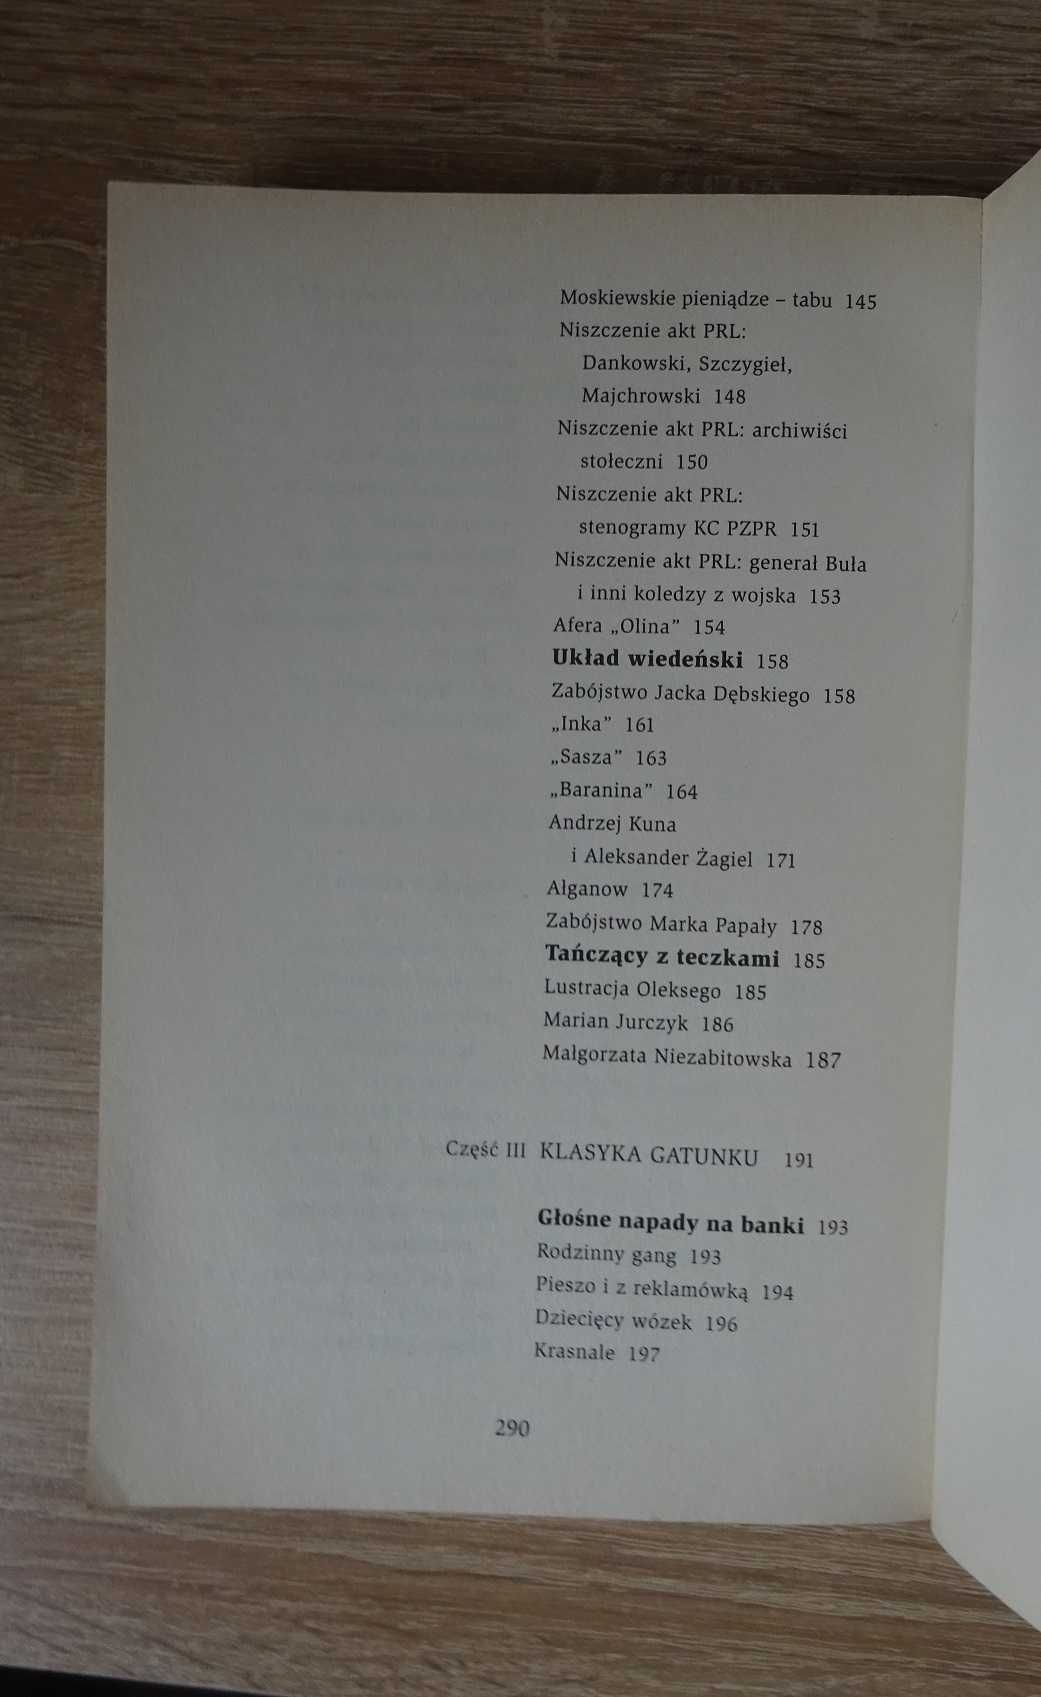 Moskiewskie pieniądze – tabu 145
Niszczenie akt PRL:
Dankowski, Szczygieł,
Majchrowski 148
Niszczenie akt PRL: archiwiści
stołeczni 150
Niszczenie akt PRL:
stenogramy KC PZPR 151
Niszczenie akt PRL: generał Buła
i inni koledzy z wojska 153
Afera „Olina” 154
Układ wiedeński 158
Zabójstwo Jacka Dębskiego 158
„Inka” 161
„Sasza” 163
„Baranina” 164
Andrzej Kuna
i Aleksander Żagiel 171
Ałganow 174
Zabójstwo Marka Papały 178
Tańczący z teczkami 185
Lustracja Oleksego 185
Marian Jurczyk 186
Małgorzata Niezabitowska 187
Część III KLASYKA GATUNKU 191
Głośne napady na banki 193
Rodzinny gang 193
Pieszo i z reklamówką 194
Dziecięcy wózek 196
Krasnale 197
290